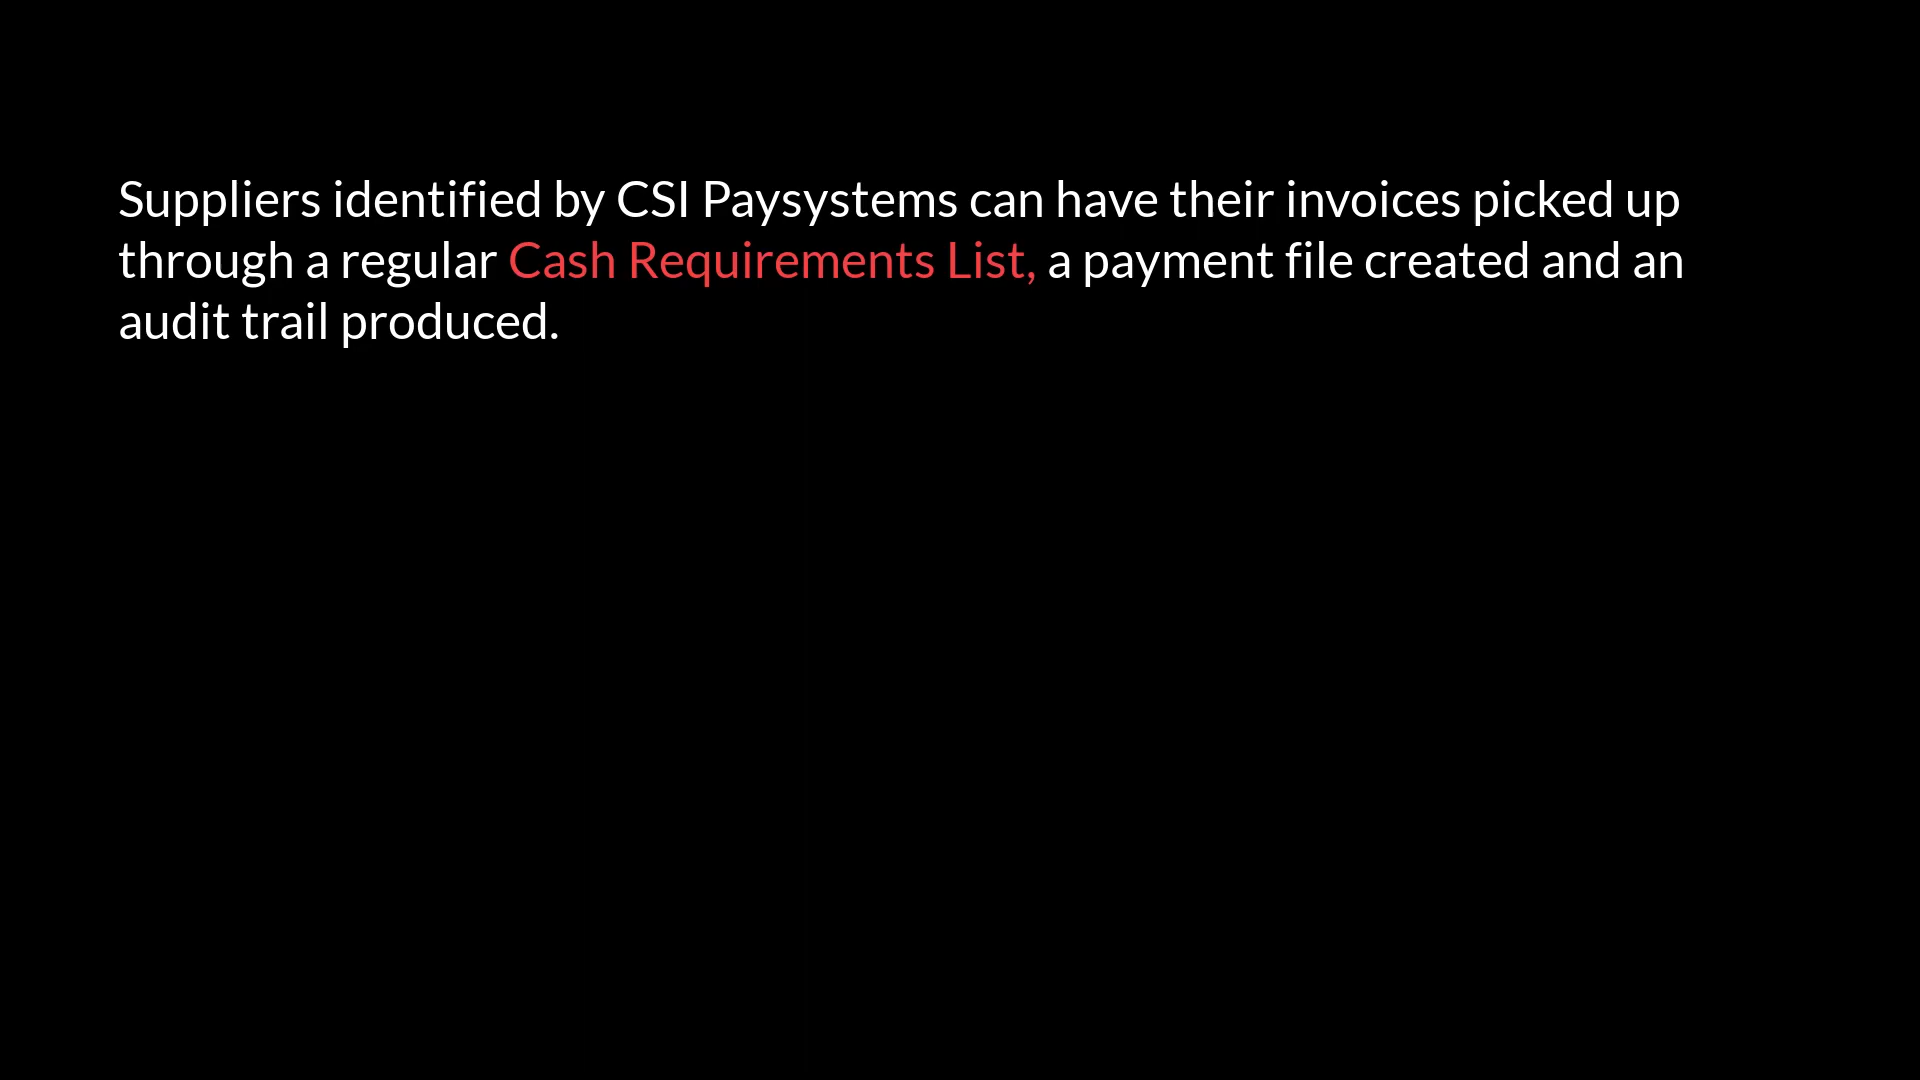 Suppliers identified by CSI Paysystems can have their invoices picked up
through a regular Cash Requirements List, a payment file created and an
audit trail produced.